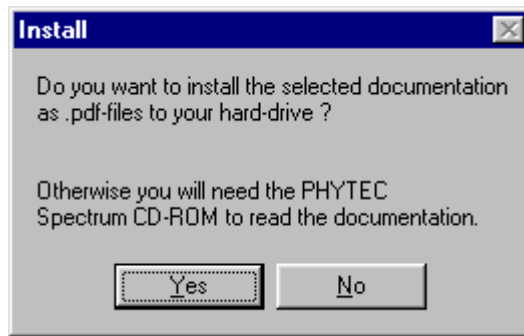 Install
Do you want to install the selected documentation
as .pdf-files to your hard-drive ?
Otherwise you will need the PHYTEC
Spectrum CD-ROM to read the documentation.
Yes No